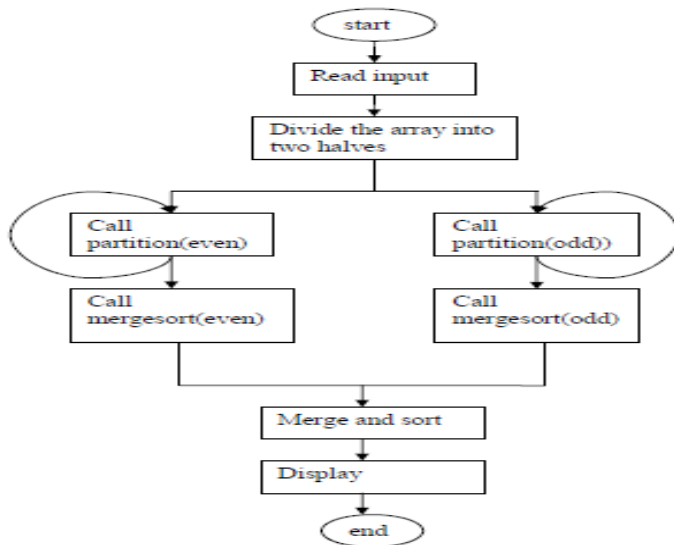 start
Read input
Divide the array into
two halves
Call
partition(even)
Call
partition(odd))
Call
mergesort(even)
Call
mergesort(odd)
Merge and sort
Display
end